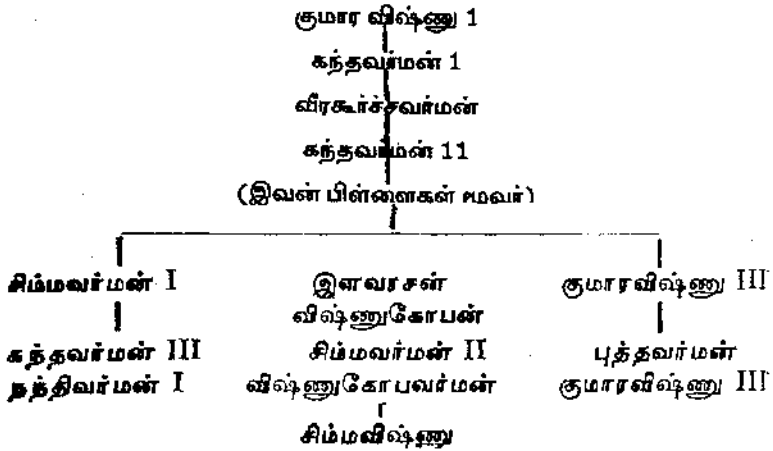 குமார விஷ்ணு 1
கந்தவர்மன் 1
வீரகூர்ச்சவர்மன்
கந்தவர்மன் 11
(இவன் பிள்ளைகள் மூவர்)
சிம்மவர்மன் I இளவரசன் குமாரவிஷ்ணு III
விஷ்ணுகோபன்
கந்தவர்மன் III சிம்மவர்மன் II புத்தவர்மன்
நந்திவர்மன் I விஷ்ணுகோபவர்மன் குமாரவிஷ்ணு III
சிம்மவிஷ்ணு